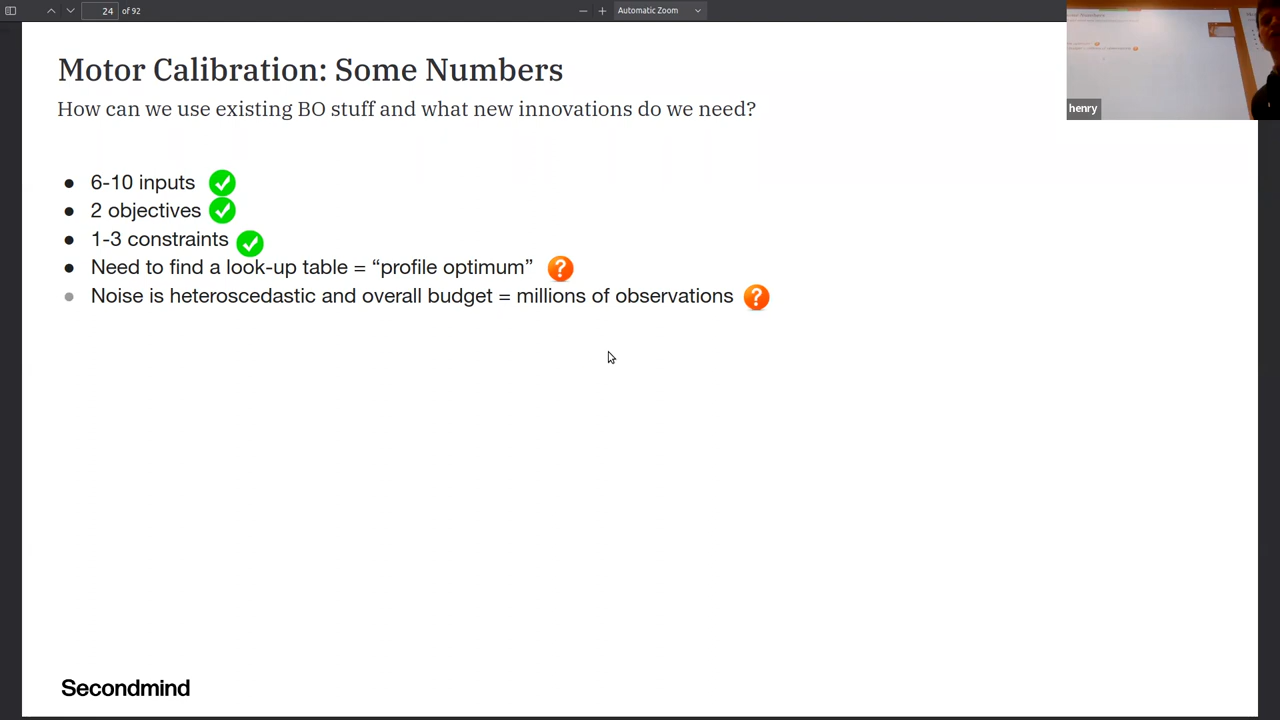 24 of 92
Automatic Zoom
henry
Motor Calibration: Some Numbers
How can we use existing BO stuff and what new innovations do we need?
6-10 inputs
2 objectives
1-3 constraints
Need to find a look-up table = “profile optimum”
Noise is heteroscedastic and overall budget = millions of observations
Secondmind